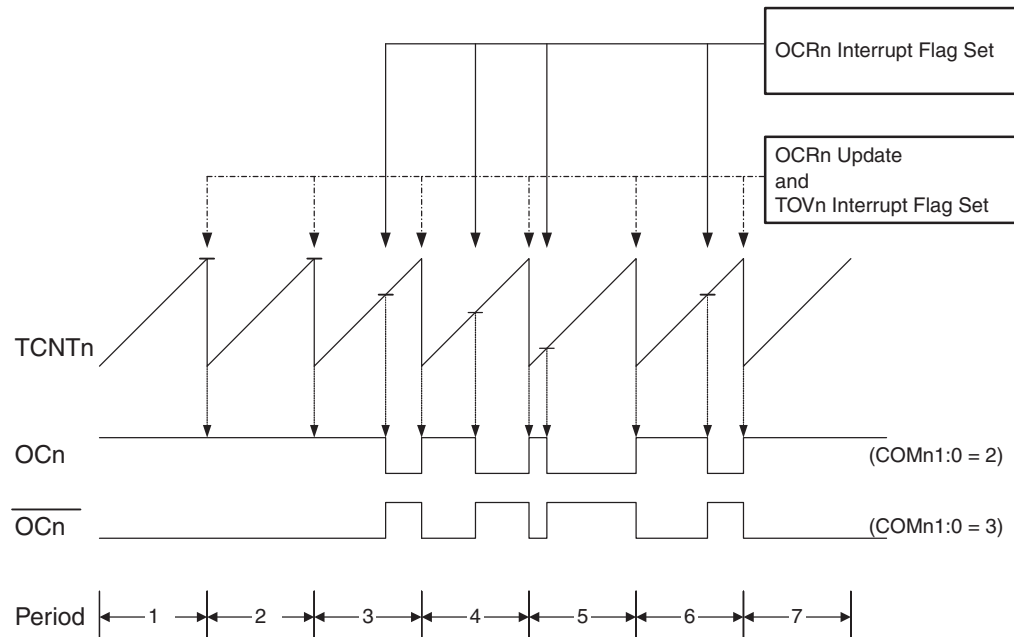 OCRn Interrupt Flag Set
OCRn Update
and
TOVn Interrupt Flag Set
TCNTn
OCn
(COMn1:0 = 2)
OCn
(COMn1:0 = 3)
Period
1
2
3
4
5
6
7